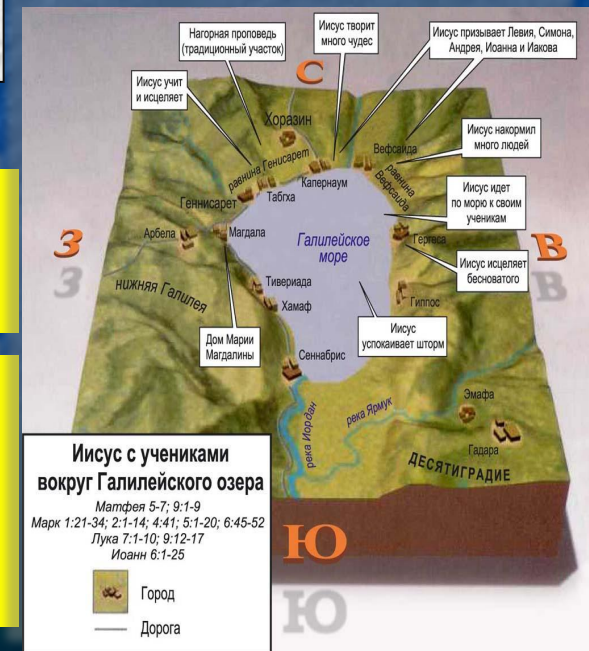 Нагорная проповедь
(традиционный участок)
Иисус творит
много чудес
Иисус призывает Левия, Симона,
Андрея, Иоанна и Иакова
Иисус учит
и исцеляет
С
Хоразин
Вефсаида
Иисус накормил
много людей
равнина Генисарет
Капернаум
равнина
Вефсаида
Табгха
Геннисарет
Иисус идет
по морю к своим
ученикам
З
З
Арбела
Магдала
Галилейское
море
Гергеса
В
В
Иисус исцеляет
бесноватого
нижняя Галилея
Тивериада
Хамаф
Гиппос
Дом Марии
Магдалины
Иисус
успокаивает шторм
Сеннабрис
Эмафа
река Ярмук
река Иордан
Гадара
ДЕСЯТИГРАДИЕ
Иисус с учениками
вокруг Галилейского озера
Матфея 5-7; 9:1-9
Марк 1:21-34; 2:1-14; 4:41; 5:1-20; 6:45-52
Лука 7:1-10; 9:12-17
Иоанн 6:1-25
Город
Дорога
Ю
Ю